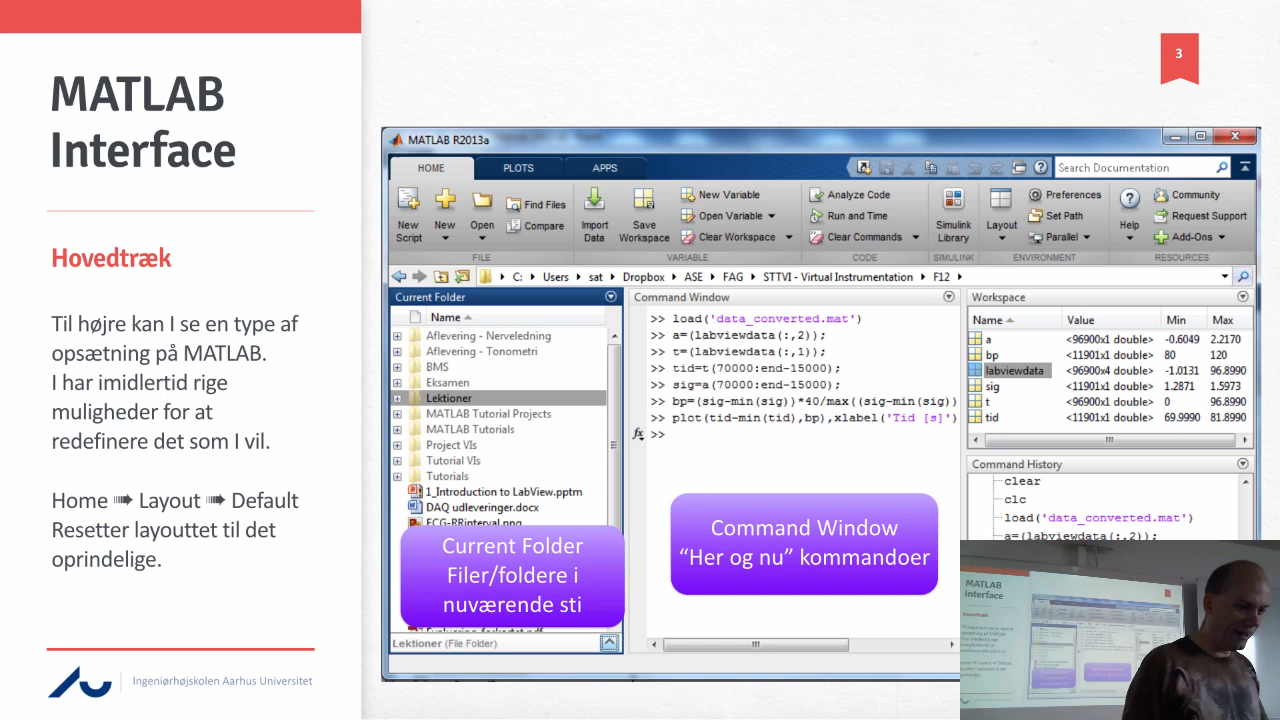 MATLAB
Interface
Hovedtræk
Til højre kan I se en type af
opsætning på MATLAB.
I har imidlertid rige
muligheder for at
redefinere det som I vil.
Home ➠ Layout ➠ Default
Resetter layouttet til det
oprindelige.
Ingeniørhøjskolen Aarhus Universitet
3
MATLAB R2013a
HOME PLOTS APPS
Search Documentation
New Script
New
Open
Find Files
Compare
FILE
Import Data
Save Workspace
New Variable
Open Variable
Clear Workspace
VARIABLE
Analyze Code
Run and Time
Clear Commands
CODE
Simulink Library
SIMULINK
Layout
Preferences
Set Path
Parallel
ENVIRONMENT
Help
Community
Request Support
Add-Ons
RESOURCES
C: Users sat Dropbox ASE FAG STTVI - Virtual Instrumentation F12
Current Folder
Name
Aflevering - Nerveledning
Aflevering - Tonometri
BMS
Eksamen
Lektioner
MATLAB Tutorial Projects
MATLAB Tutorials
Project VIs
Tutorial VIs
Tutorials
1_Introduction to LabView.pptm
DAQ udleveringer.docx
ECG-RRinterval.png
Current Folder
Filer/foldere i
nuværende sti
Lektioner (File Folder)
Command Window
>> load('data_converted.mat')
>> a=(labviewdata(:,2));
>> t=(labviewdata(:,1));
>> tid=t(70000:end-15000);
>> sig=a(70000:end-15000);
>> bp=(sig-min(sig))*40/max((sig-min(sig))
>> plot(tid-min(tid),bp),xlabel('Tid [s]')
fx >>
Command Window
“Her og nu” kommandoer
Workspace
Name Value Min Max
a <96900x1 double> -0.6049 2.2170
bp <11901x1 double> 80 120
labviewdata <96900x4 double> -1.0131 96.8990
sig <11901x1 double> 1.2871 1.5973
t <96900x1 double> 0 96.8990
tid <11901x1 double> 69.9990 81.8990
Command History
clear
clc
load('data_converted.mat')
a=(labviewdata(:,2));
MATLAB
Interface